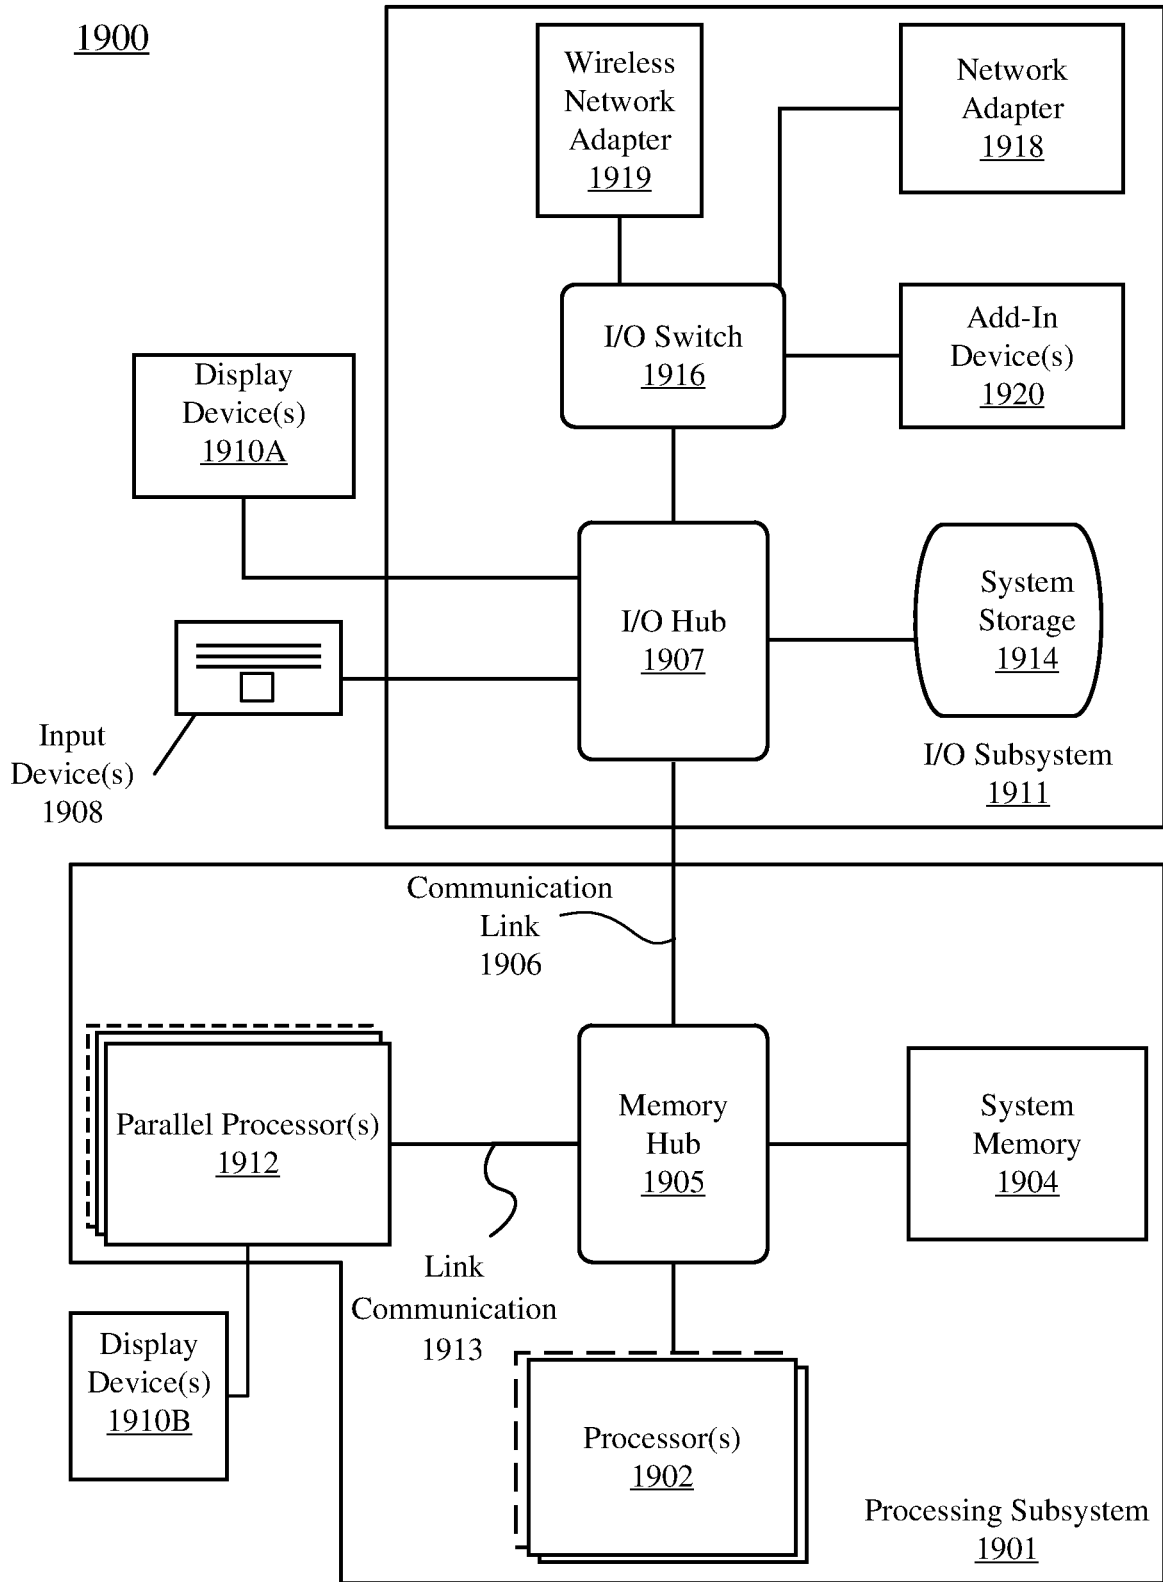 1900
Wireless
Network
Adapter
1919
Network
Adapter
1918
I/O Switch
1916
Add-In
Device(s)
1920
Display
Device(s)
1910A
I/O Hub
1907
System
Storage
1914
Input
Device(s)
1908
I/O Subsystem
1911
Communication
Link
1906
Parallel Processor(s)
1912
Memory
Hub
1905
System
Memory
1904
Link
Communication
1913
Display
Device(s)
1910B
Processor(s)
1902
Processing Subsystem
1901